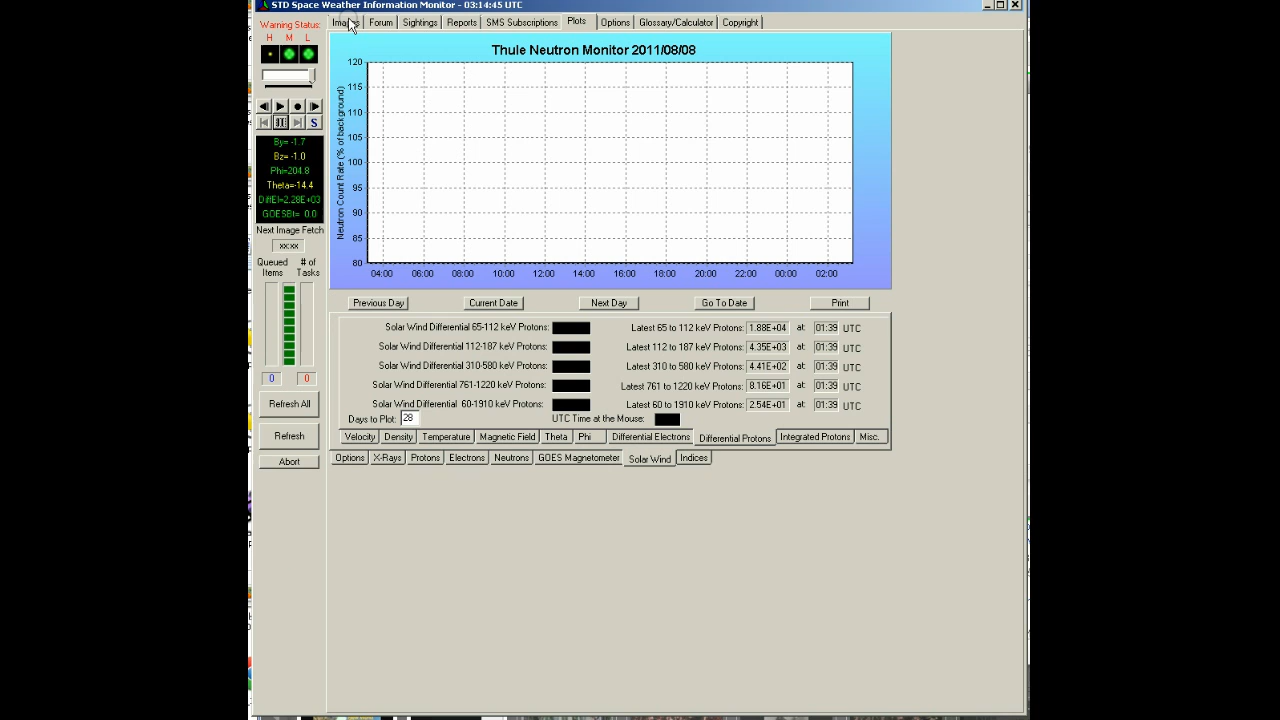 STD Space Weather Information Monitor - 03:14:45 UTC
Images Forum Sightings Reports SMS Subscriptions Plots Options Glossary/Calculator Copyright
Warning Status:
H M L
S
By= -1.7
Bz= -1.0
Phi=204.8
Theta=-14.4
DiffEl=2.28E+03
GOESBt= 0.0
Next Image Fetch
xx:xx
Queued Items
# of Tasks
0 0
Refresh All
Refresh
Abort
Thule Neutron Monitor 2011/08/08
Neutron Count Rate (% of background)
120
115
110
105
100
95
90
85
80
04:00 06:00 08:00 10:00 12:00 14:00 16:00 18:00 20:00 22:00 00:00 02:00
Previous Day Current Date Next Day Go To Date Print
Solar Wind Differential 65-112 keV Protons: Latest 65 to 112 keV Protons: 1.88E+04 at: 01:39 UTC
Solar Wind Differential 112-187 keV Protons: Latest 112 to 187 keV Protons: 4.35E+03 at: 01:39 UTC
Solar Wind Differential 310-580 keV Protons: Latest 310 to 580 keV Protons: 4.41E+02 at: 01:39 UTC
Solar Wind Differential 761-1220 keV Protons: Latest 761 to 1220 keV Protons: 8.16E+01 at: 01:39 UTC
Solar Wind Differential 60-1910 keV Protons: Latest 60 to 1910 keV Protons: 2.54E+01 at: 01:39 UTC
Days to Plot: 28 UTC Time at the Mouse:
Velocity Density Temperature Magnetic Field Theta Phi Differential Electrons Differential Protons Integrated Protons Misc.
Options X-Rays Protons Electrons Neutrons GOES Magnetometer Solar Wind Indices